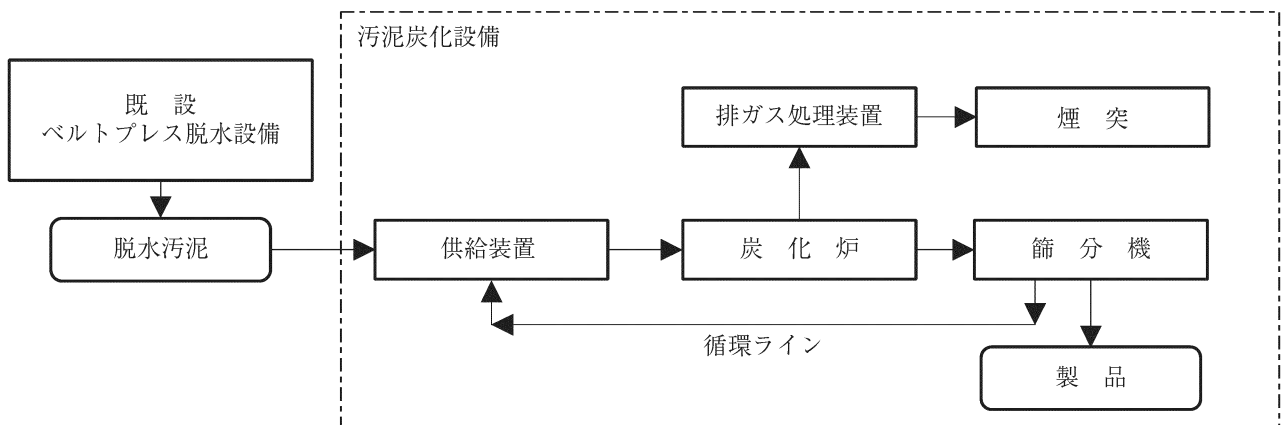 汚泥炭化設備
既 設
ベルトプレス脱水設備
排ガス処理装置
煙 突
脱水汚泥
供給装置
炭 化 炉
篩 分 機
循環ライン
製 品